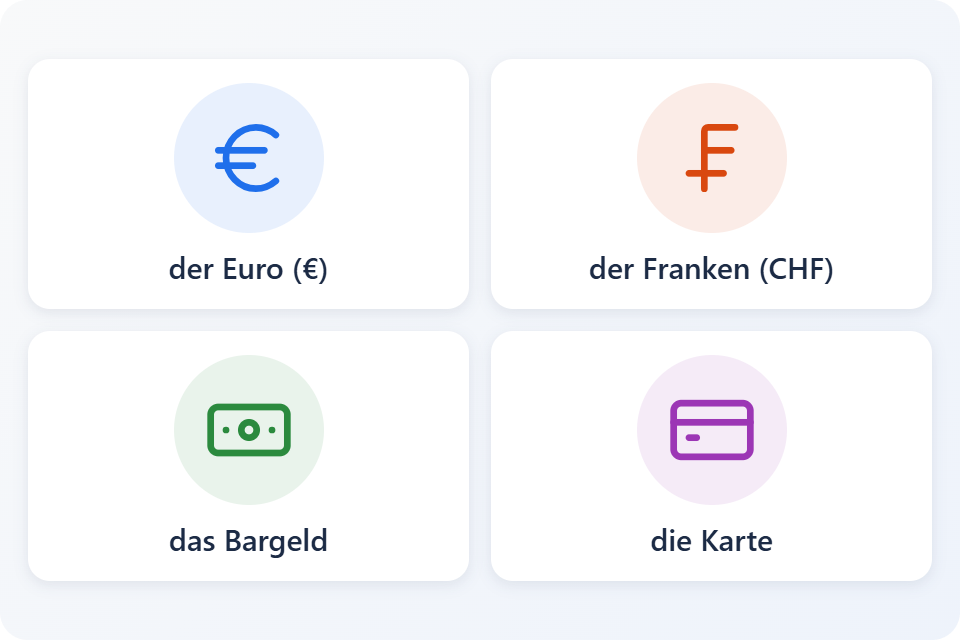 der Euro (€)
der Franken (CHF)
das Bargeld
die Karte